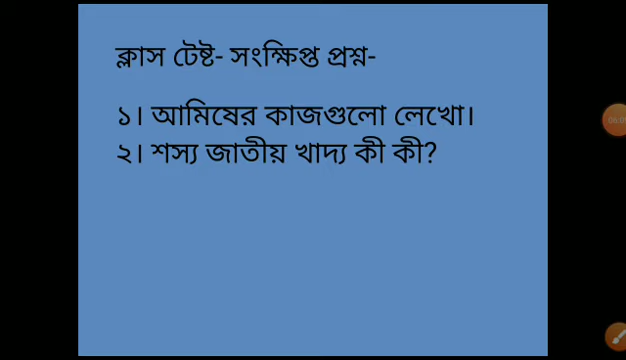 ক্লাস টেষ্ট- সংক্ষিপ্ত প্রশ্ন-
১। আমিষের কাজগুলো লেখো।
২। শস্য জাতীয় খাদ্য কী কী?